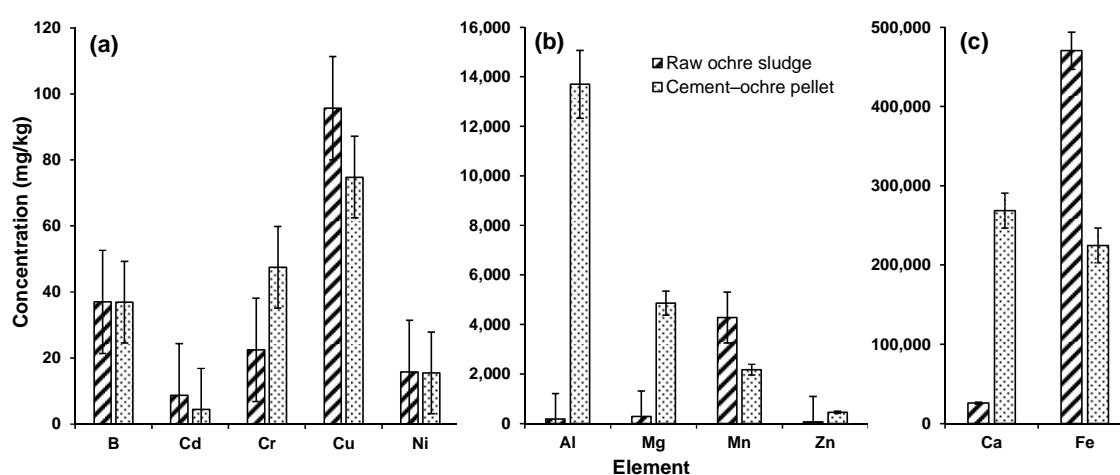 Concentration (mg/kg)
(a)
120
100
80
60
40
20
0
B Cd Cr Cu Ni
(b)
16,000
14,000
12,000
10,000
8,000
6,000
4,000
2,000
0
Raw ochre sludge
Cement–ochre pellet
Al Mg Mn Zn
(c)
500,000
400,000
300,000
200,000
100,000
0
Ca Fe
Element